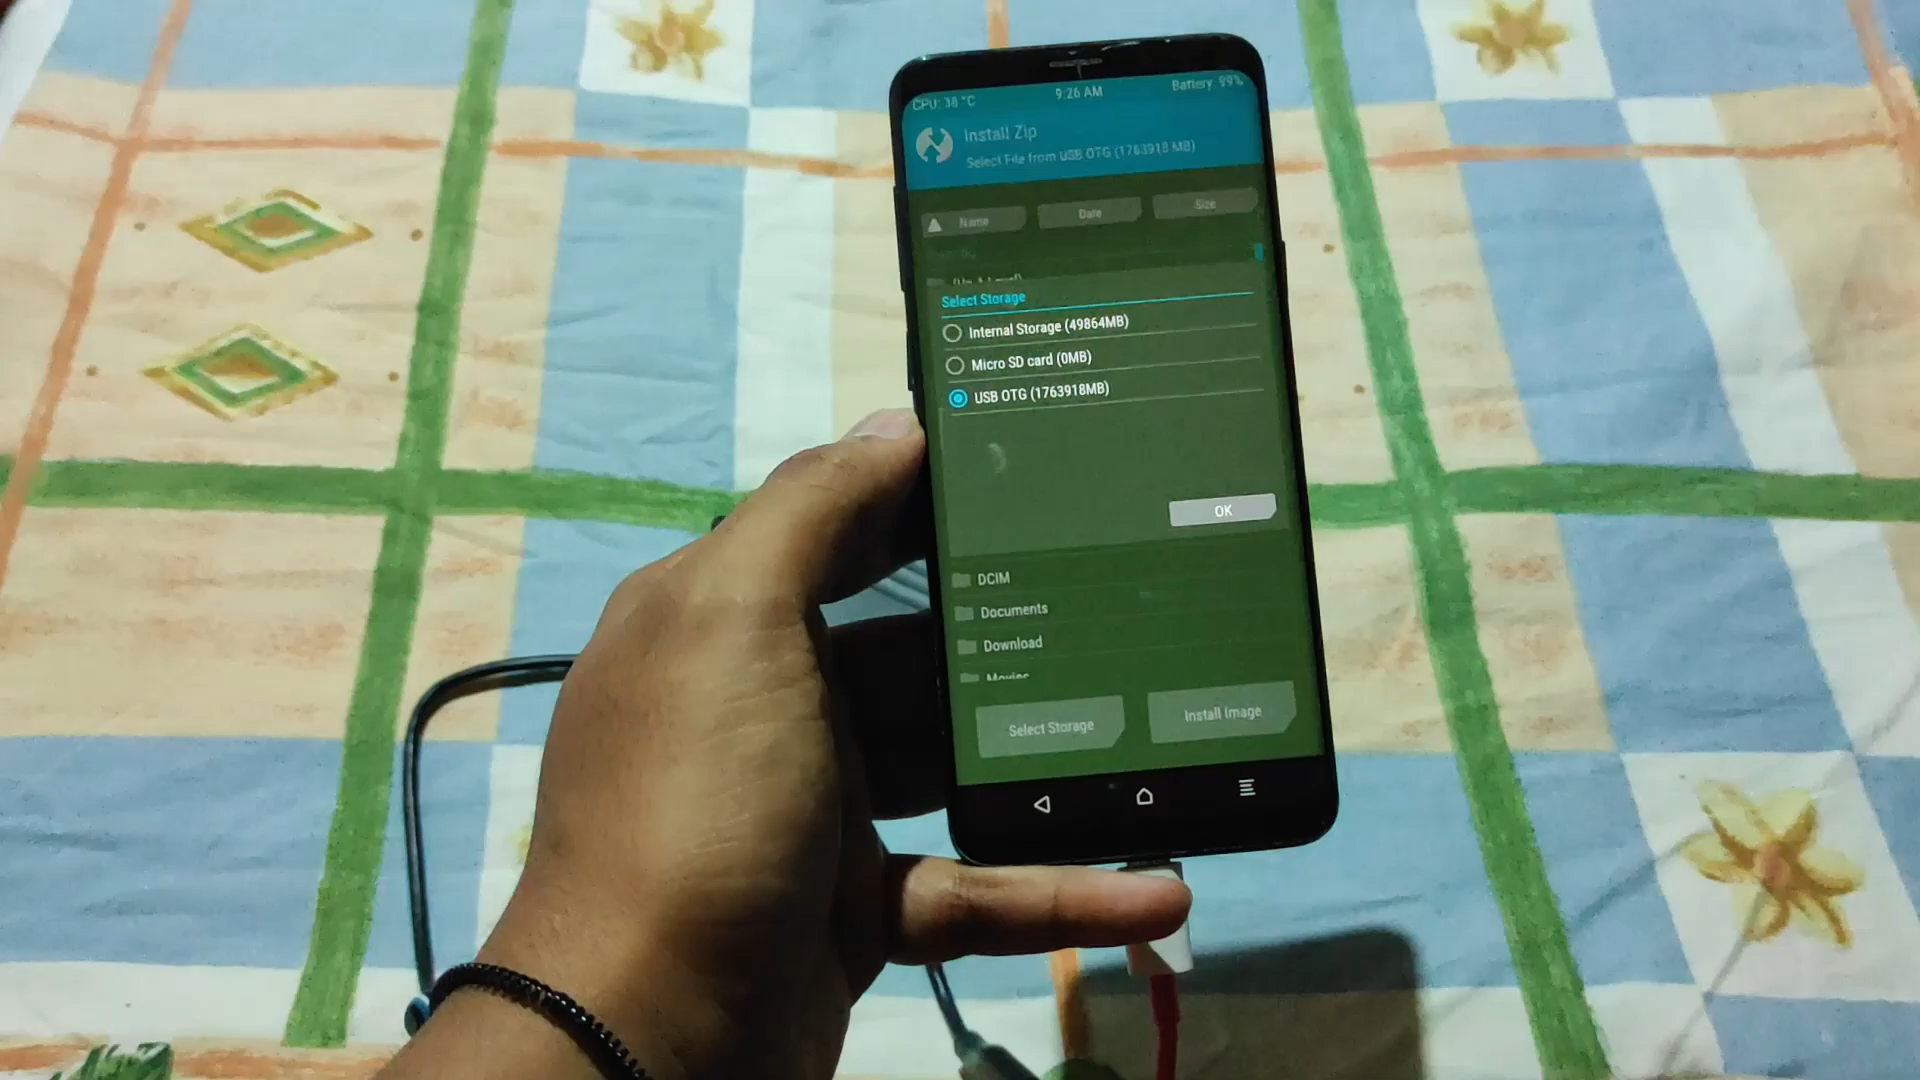 CPU: 38 °C 9:26 AM Battery: 99%
Install Zip
Select File from USB OTG (1763918 MB)
Name Date Size
(Up A Level)
Select Storage
Internal Storage (49864MB)
Micro SD card (0MB)
USB OTG (1763918MB)
OK
DCIM
Documents
Download
Movies
Select Storage Install Image